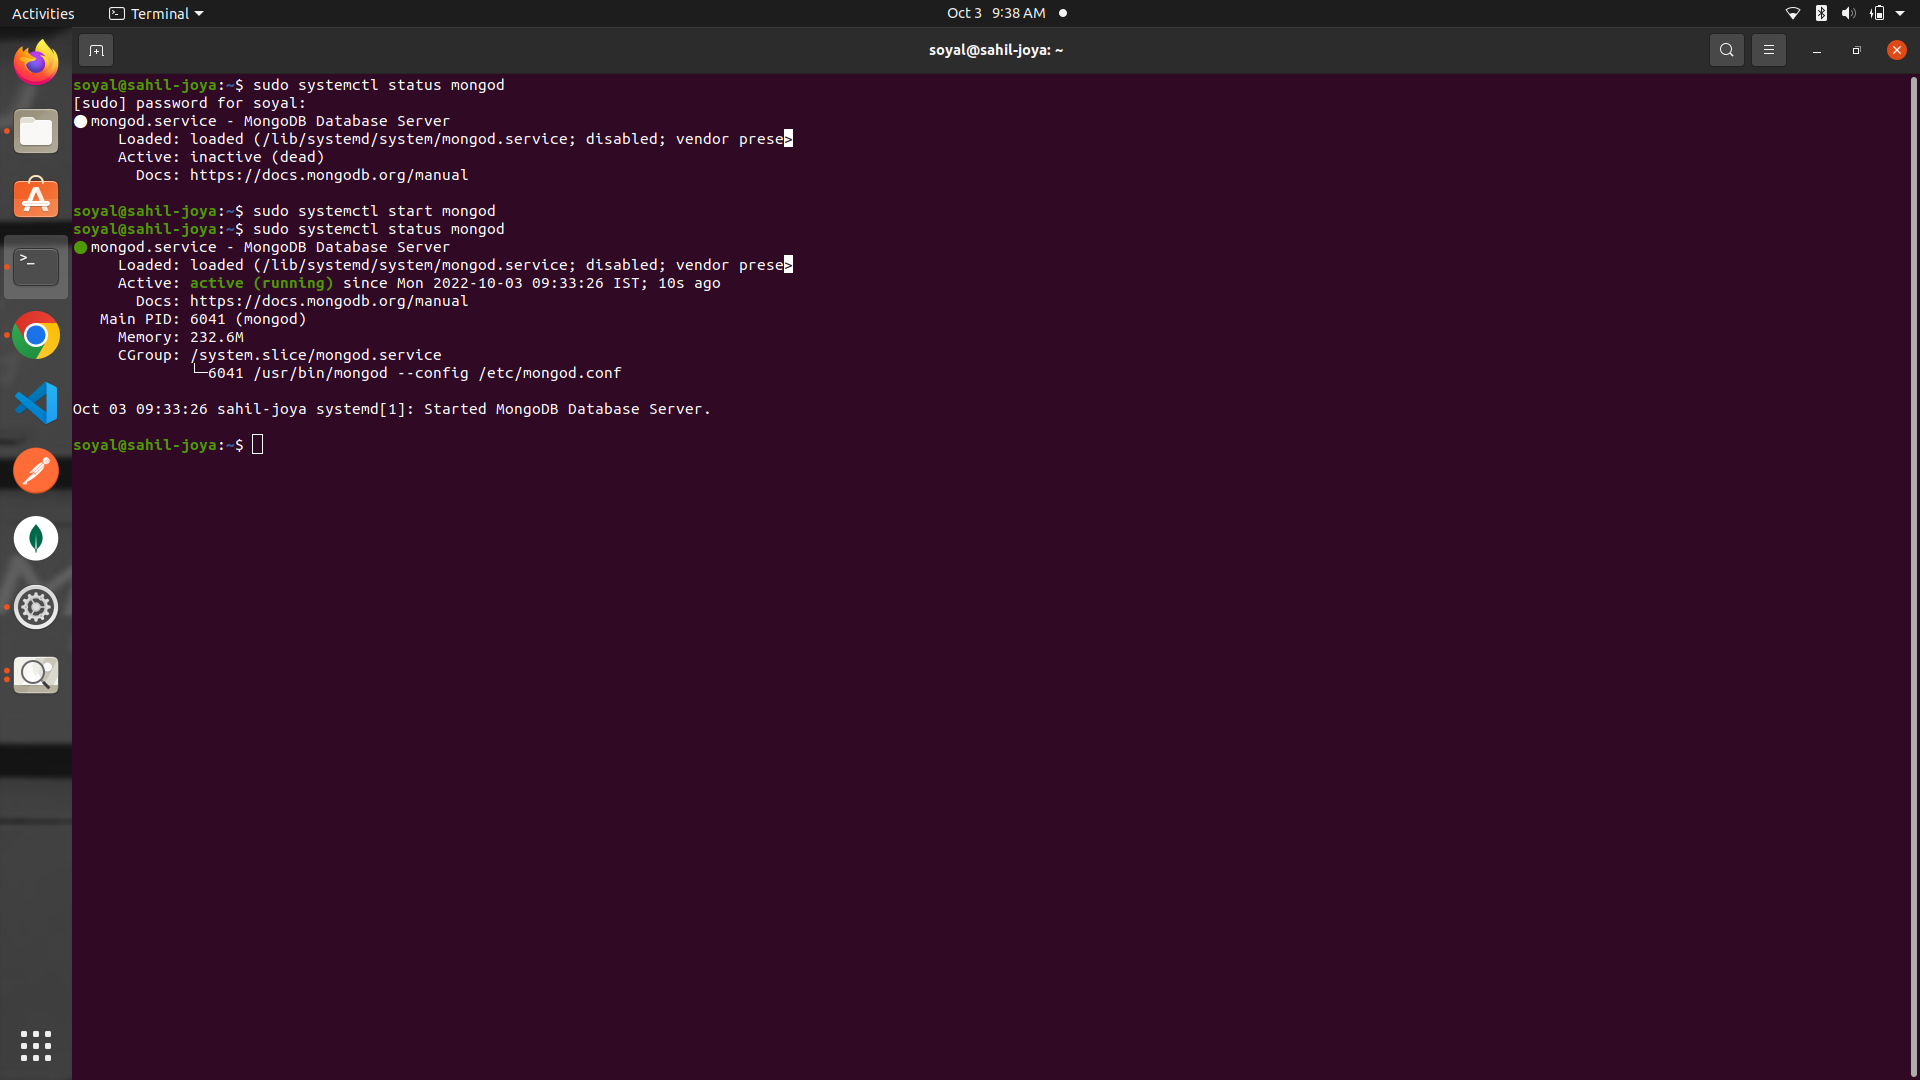 Activities Terminal Oct 3 9:38 AM
soyal@sahil-joya: ~
soyal@sahil-joya:~$ sudo systemctl status mongod
[sudo] password for soyal:
● mongod.service - MongoDB Database Server
Loaded: loaded (/lib/systemd/system/mongod.service; disabled; vendor prese>
Active: inactive (dead)
Docs: https://docs.mongodb.org/manual
soyal@sahil-joya:~$ sudo systemctl start mongod
soyal@sahil-joya:~$ sudo systemctl status mongod
● mongod.service - MongoDB Database Server
Loaded: loaded (/lib/systemd/system/mongod.service; disabled; vendor prese>
Active: active (running) since Mon 2022-10-03 09:33:26 IST; 10s ago
Docs: https://docs.mongodb.org/manual
Main PID: 6041 (mongod)
Memory: 232.6M
CGroup: /system.slice/mongod.service
└─6041 /usr/bin/mongod --config /etc/mongod.conf
Oct 03 09:33:26 sahil-joya systemd[1]: Started MongoDB Database Server.
soyal@sahil-joya:~$